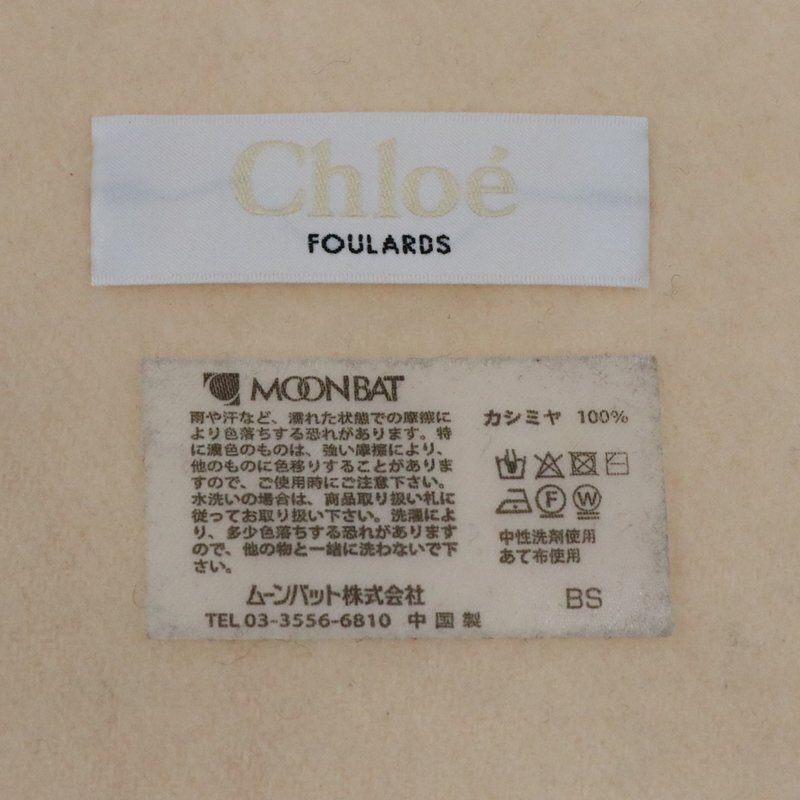 Chloé
FOULARDS
MOONBAT
雨や汗など、濡れた状態での摩擦に
より色落ちする恐れがあります。特
に濃色のものは、強い摩擦により、
他のものに色移りすることがありま
すので、ご使用時にご注意下さい。
水洗いの場合は、商品取り扱い札に
従ってお取り扱い下さい。洗濯によ
り、多少色落ちする恐れがあります
ので、他の物と一緒に洗わないで下
さい。
カシミヤ 100%
F W
中性洗剤使用
あて布使用
ムーンバット株式会社
BS
TEL 03-3556-6810 中国製